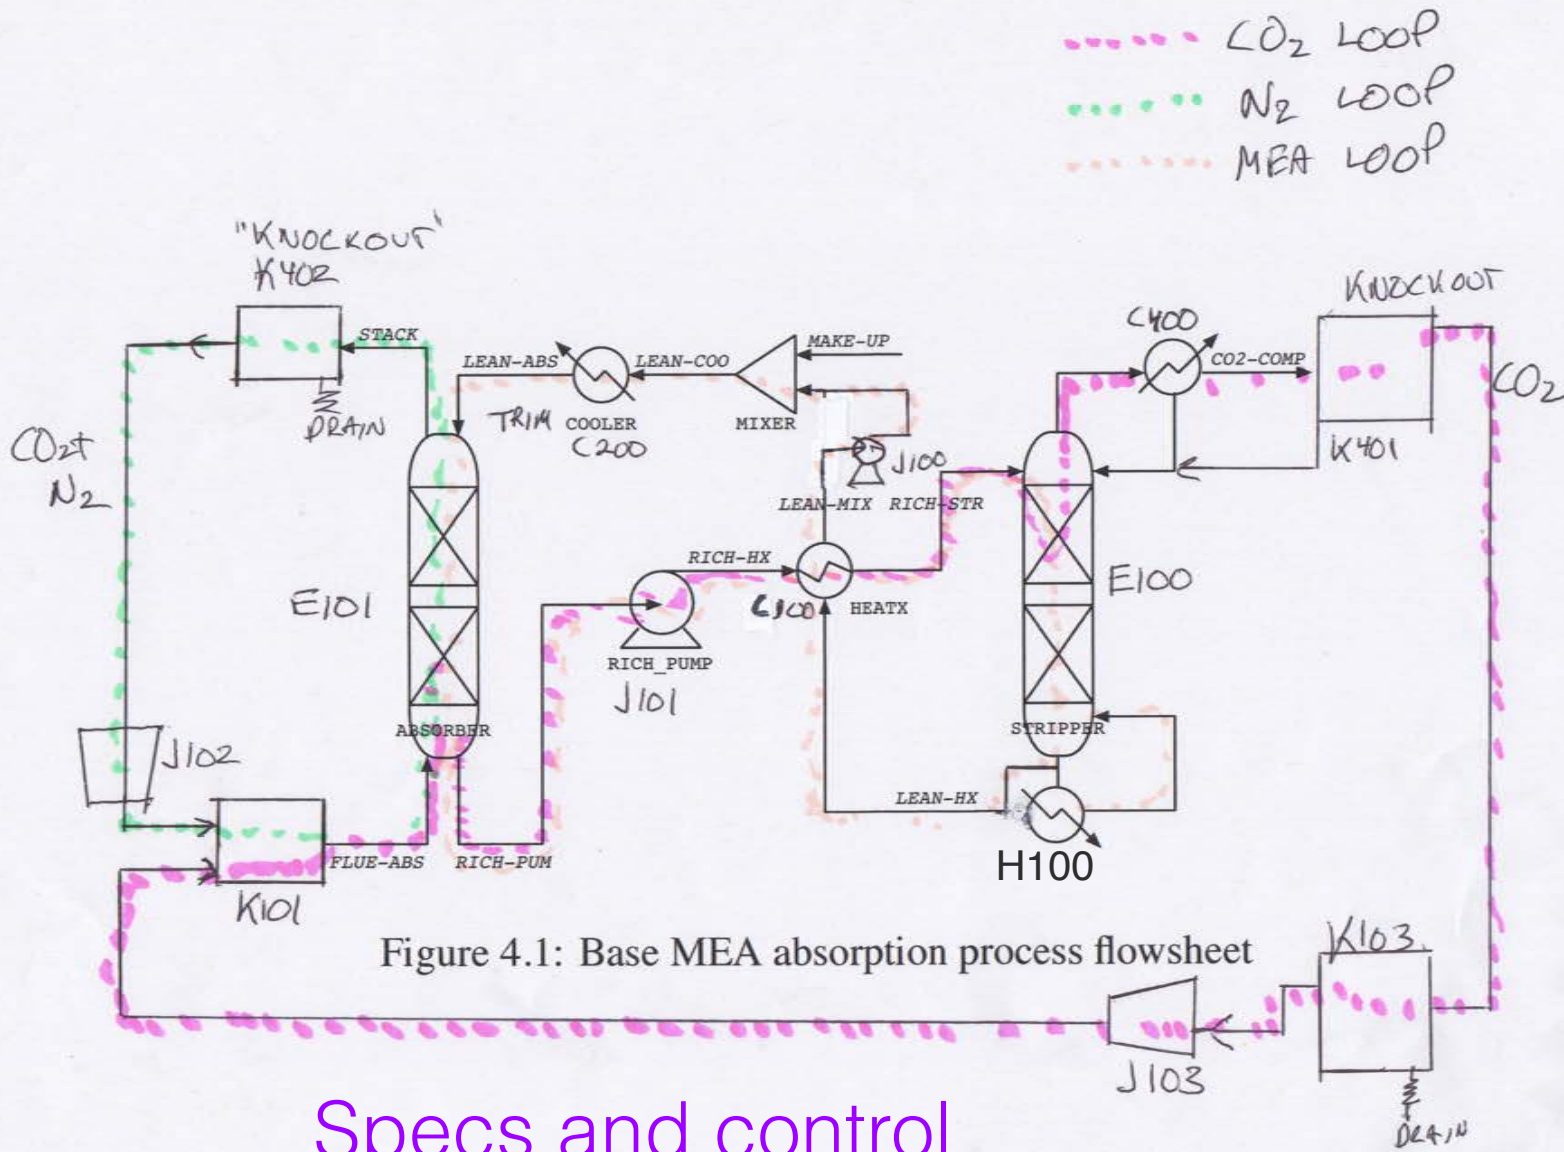 CO2 LOOP
N2 LOOP
MEA LOOP
"KNOCKOUT"
K402
STACK
DRAIN
CO2+
N2
LEAN-ABS
LEAN-COO
MAKE-UP
TRIM COOLER
C200
MIXER
J100
LEAN-MIX
RICH-STR
C400
CO2-COMP
KNOCKOUT
K401
CO2
E101
RICH-HX
HEATX
RICH_PUMP
J101
E100
ABSORBER
STRIPPER
J102
LEAN-HX
H100
FLUE-ABS
RICH-PUM
K101
Figure 4.1: Base MEA absorption process flowsheet
K103
J103
DRAIN
Specs and control